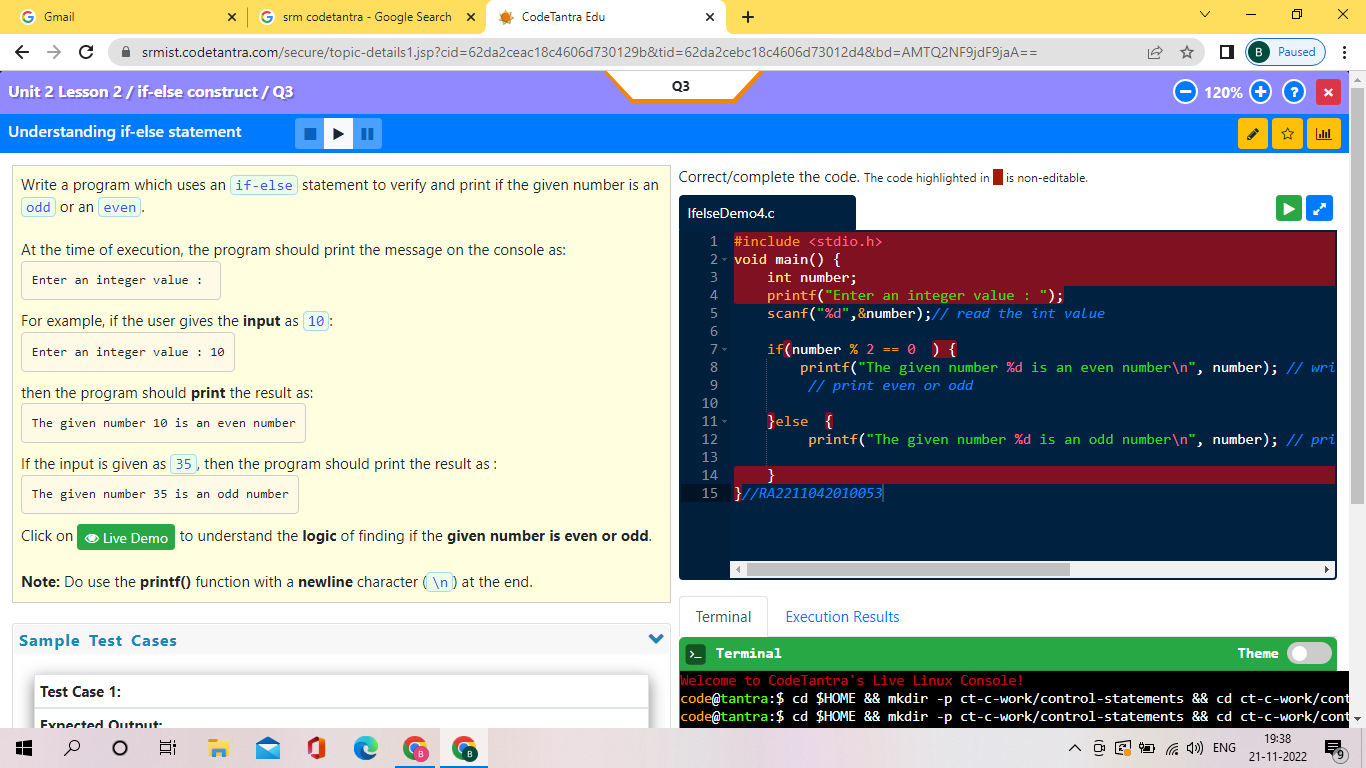 Gmail
srm codetantra - Google Search
CodeTantra Edu
srmist.codetantra.com/secure/topic-details1.jsp?cid=62da2ceac18c4606d730129b&tid=62da2cebc18c4606d73012d4&bd=AMTQ2NF9jdF9jaA==
B Paused
Unit 2 Lesson 2 / if-else construct / Q3
Q3
120%
Understanding if-else statement
Write a program which uses an if-else statement to verify and print if the given number is an
odd or an even.
At the time of execution, the program should print the message on the console as:
Enter an integer value :
For example, if the user gives the input as 10:
Enter an integer value : 10
then the program should print the result as:
The given number 10 is an even number
If the input is given as 35, then the program should print the result as :
The given number 35 is an odd number
Click on Live Demo to understand the logic of finding if the given number is even or odd.
Note: Do use the printf() function with a newline character (\n) at the end.
Sample Test Cases
Test Case 1:
Expected Output:
Correct/complete the code. The code highlighted in is non-editable.
IfelseDemo4.c
1 #include <stdio.h>
2 void main() {
3 int number;
4 printf("Enter an integer value : ");
5 scanf("%d",&number);// read the int value
6
7 if(number % 2 == 0 ) {
8 printf("The given number %d is an even number\n", number); // wri
9 // print even or odd
10
11 }else {
12 printf("The given number %d is an odd number\n", number); // pri
13
14 }
15 }//RA2211042010053
Terminal
Execution Results
Terminal
Theme
Welcome to CodeTantra's Live Linux Console!
code@tantra:$ cd $HOME && mkdir -p ct-c-work/control-statements && cd ct-c-work/cont
code@tantra:$ cd $HOME && mkdir -p ct-c-work/control-statements && cd ct-c-work/cont
ENG
19:38
21-11-2022
9